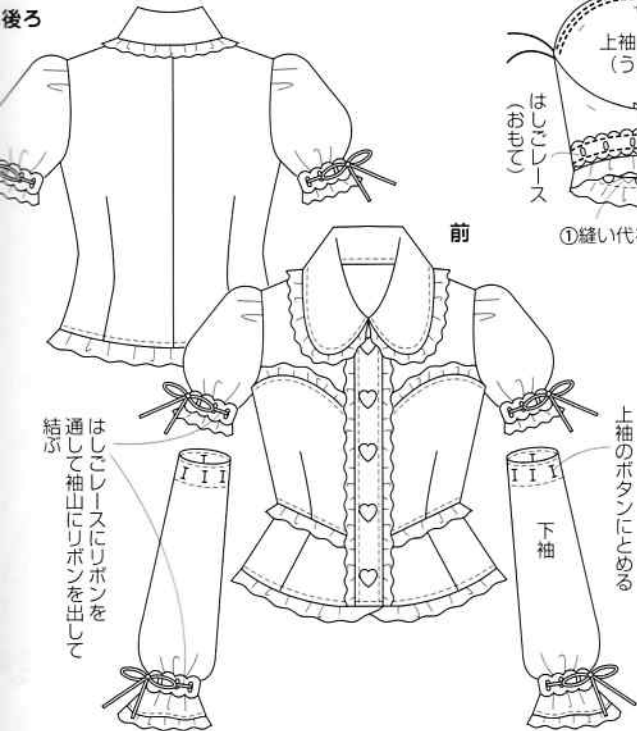 後ろ
上袖
(う
はしごレース
(おもて)
①縫い代を
前
はしごレースにリボンを
通して袖山にリボンを出して
結ぶ
上袖のボタンにとめる
下袖